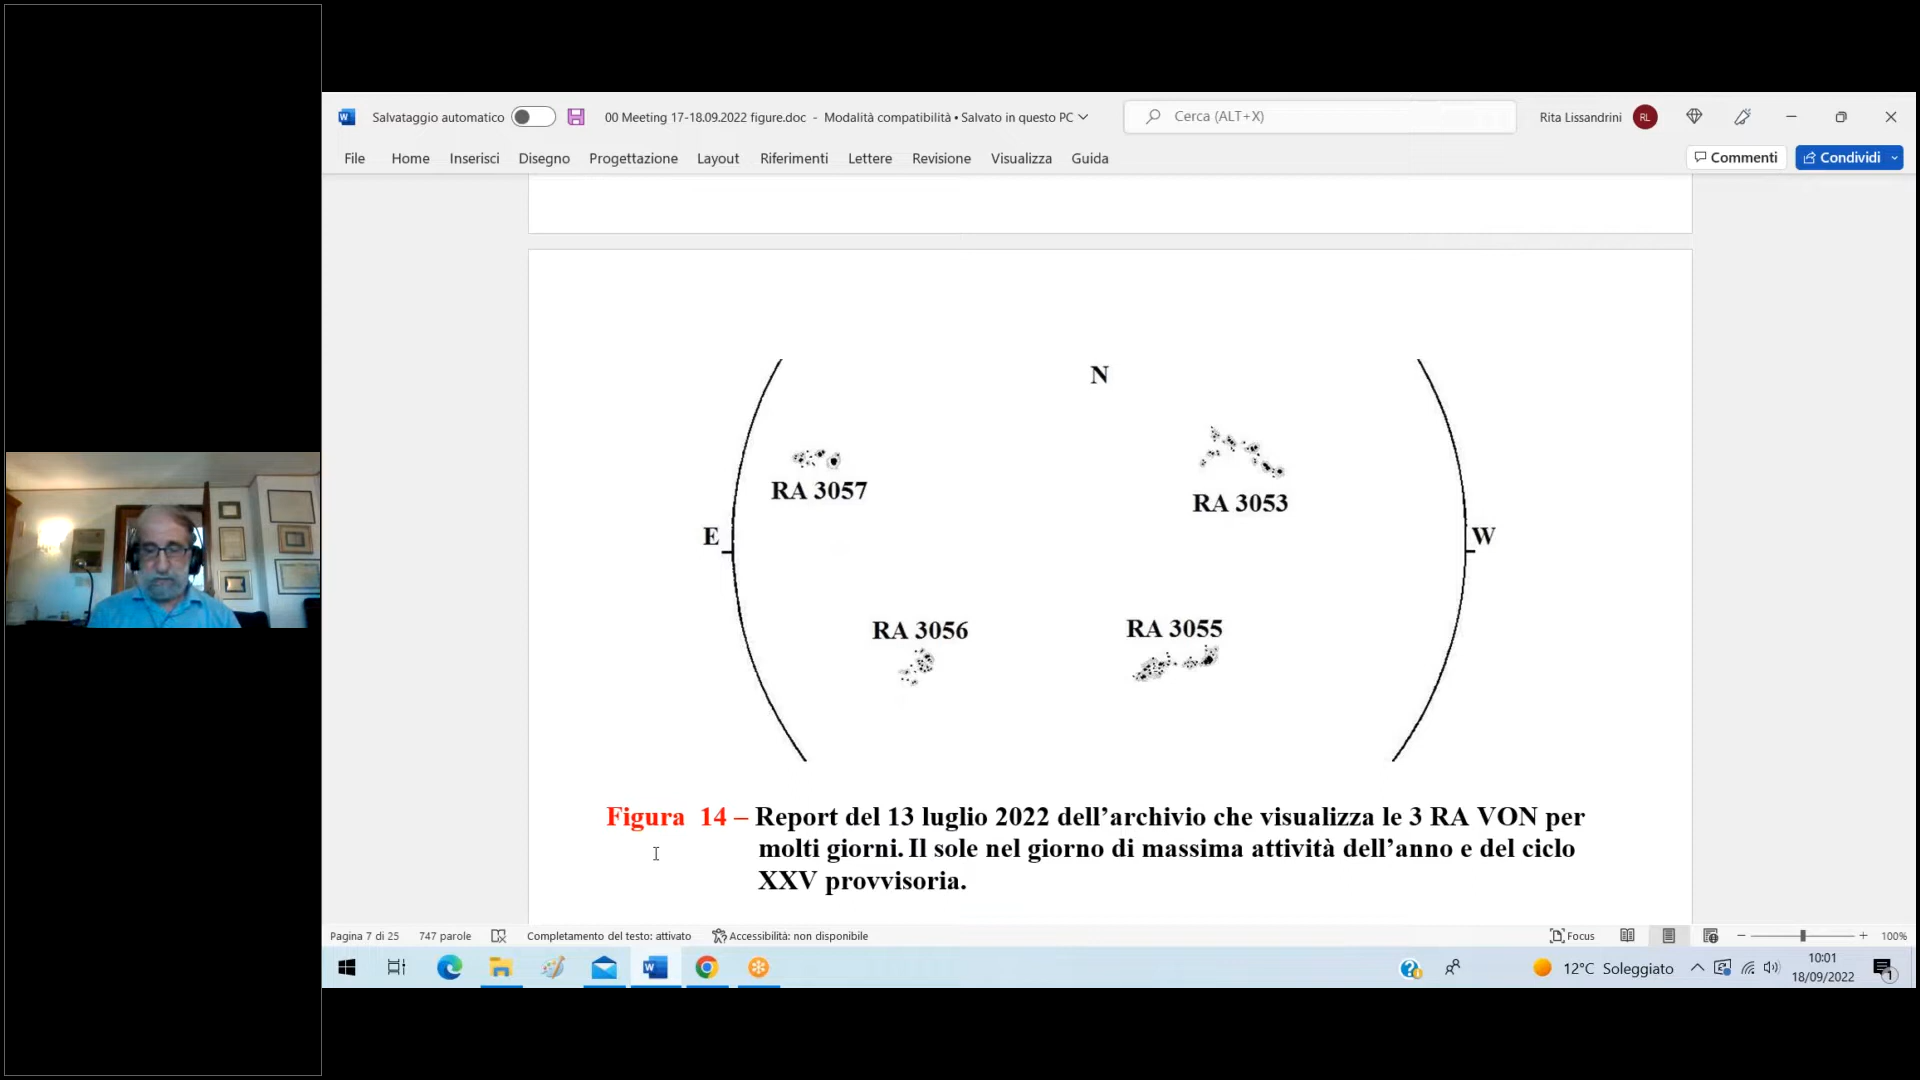 Salvataggio automatico 00 Meeting 17-18.09.2022 figure.doc - Modalità compatibilità • Salvato in questo PC Cerca (ALT+X) Rita Lissandrini RL
File Home Inserisci Disegno Progettazione Layout Riferimenti Lettere Revisione Visualizza Guida Commenti Condividi
N
RA 3057
RA 3053
E
W
RA 3056
RA 3055
Figura 14 – Report del 13 luglio 2022 dell’archivio che visualizza le 3 RA VON per
molti giorni. Il sole nel giorno di massima attività dell’anno e del ciclo
XXV provvisoria.
Pagina 7 di 25 747 parole Completamento del testo: attivato Accessibilità: non disponibile Focus 100%
12°C Soleggiato 10:01
18/09/2022 1